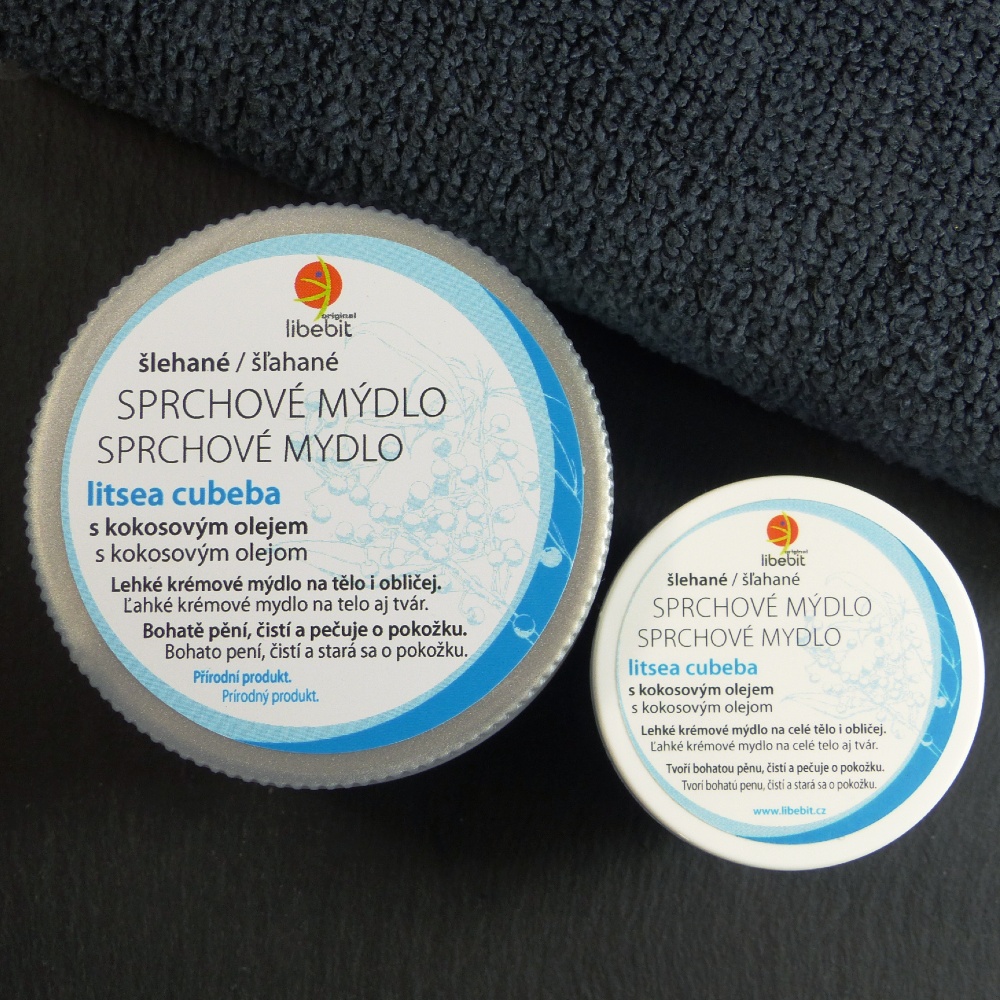 original
libebit
šlehané / šľahané
SPRCHOVÉ MÝDLO
SPRCHOVÉ MYDLO
litsea cubeba
s kokosovým olejem
s kokosovým olejom
Lehké krémové mýdlo na tělo i obličej.
Ľahké krémové mydlo na telo aj tvár.
Bohatě pění, čistí a pečuje o pokožku.
Bohato pení, čistí a stará sa o pokožku.
Přírodní produkt.
Prírodný produkt.
original
libebit
šlehané / šľahané
SPRCHOVÉ MÝDLO
SPRCHOVÉ MYDLO
litsea cubeba
s kokosovým olejem
s kokosovým olejom
Lehké krémové mýdlo na celé tělo i obličej.
Ľahké krémové mydlo na celé telo aj tvár.
Tvoří bohatou pěnu, čistí a pečuje o pokožku.
Tvorí bohatú penu, čistí a stará sa o pokožku.
www.libebit.cz